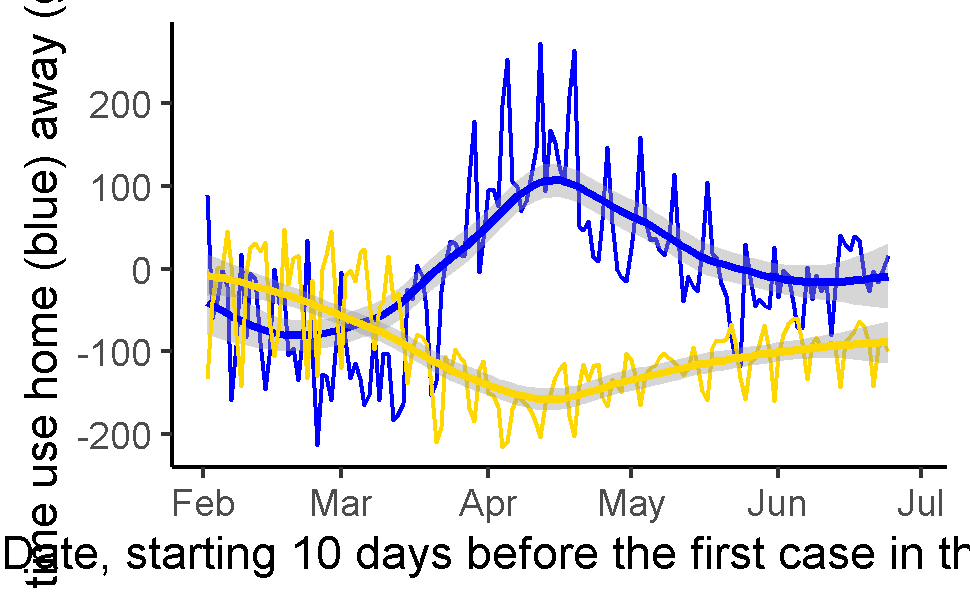 time use home (blue) away (
200
100
0
-100
-200
Feb Mar Apr May Jun Jul
Date, starting 10 days before the first case in th